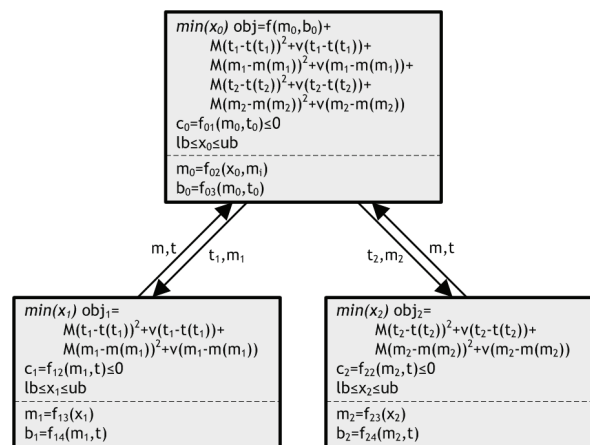 min(x₀) obj=f(m₀,b₀)+
M(t₁-t(t₁))²+v(t₁-t(t₁))+
M(m₁-m(m₁))²+v(m₁-m(m₁))+
M(t₂-t(t₂))²+v(t₂-t(t₂))+
M(m₂-m(m₂))²+v(m₂-m(m₂))
c₀=f₀₁(m₀,t₀)≤0
lb≤x₀≤ub
m₀=f₀₂(x₀,mᵢ)
b₀=f₀₃(m₀,t₀)
m,t
t₁,m₁
t₂,m₂
m,t
min(x₁) obj₁=
M(t₁-t(t₁))²+v(t₁-t(t₁))+
M(m₁-m(m₁))²+v(m₁-m(m₁))
c₁=f₁₂(m₁,t)≤0
lb≤x₁≤ub
m₁=f₁₃(x₁)
b₁=f₁₄(m₁,t)
min(x₂) obj₂=
M(t₂-t(t₂))²+v(t₂-t(t₂))+
M(m₂-m(m₂))²+v(m₂-m(m₂))
c₂=f₂₂(m₂,t)≤0
lb≤x₂≤ub
m₂=f₂₃(x₂)
b₂=f₂₄(m₂,t)